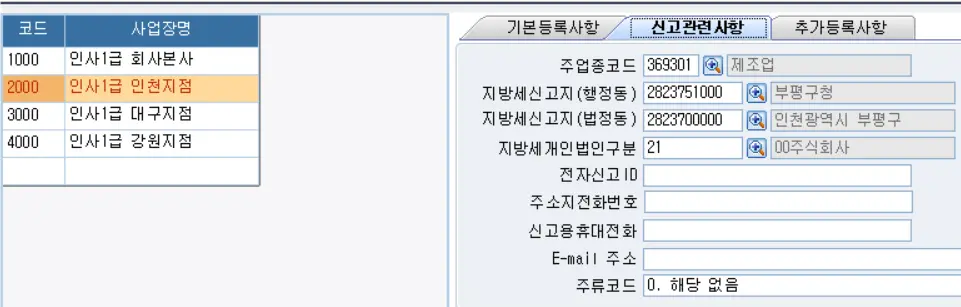 코드 사업장명
1000 인사1급 회사본사
2000 인사1급 인천지점
3000 인사1급 대구지점
4000 인사1급 강원지점
기본등록사항 신고관련사항 추가등록사항
주업종코드 369301 제조업
지방세신고지(행정동) 2823751000 부평구청
지방세신고지(법정동) 2823700000 인천광역시 부평구
지방세개인법인구분 21 00주식회사
전자신고ID
주소지전화번호
신고용휴대전화
E-mail 주소
주류코드 0. 해당 없음